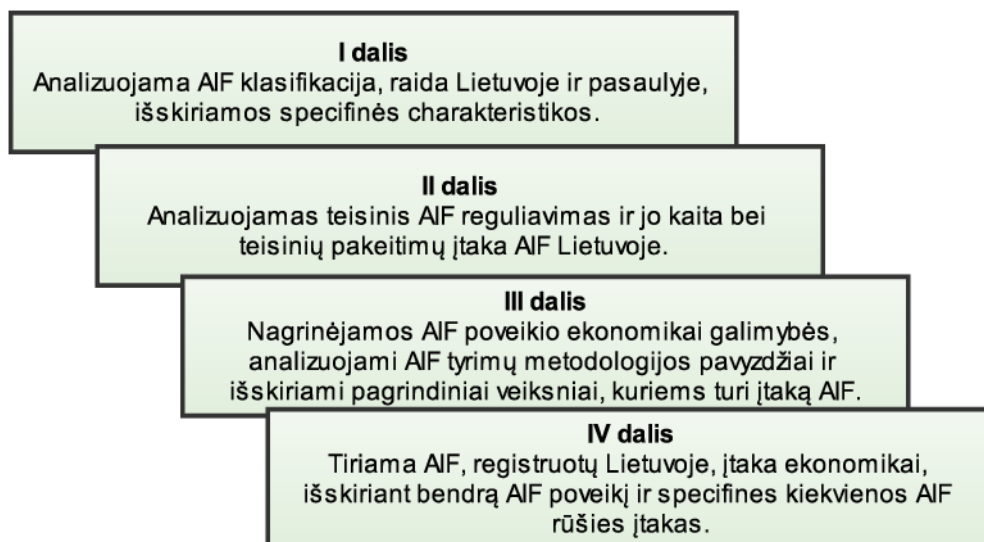 I dalis
Analizuojama AIF klasifikacija, raida Lietuvoje ir pasaulyje,
išskiriamos specifinės charakteristikos.
II dalis
Analizuojamas teisinis AIF reguliavimas ir jo kaita bei
teisinių pakeitimų įtaka AIF Lietuvoje.
III dalis
Nagrinėjamos AIF poveikio ekonomikai galimybės,
analizuojami AIF tyrimų metodologijos pavyzdžiai ir
išskiriami pagrindiniai veiksniai, kuriems turi įtaką AIF.
IV dalis
Tiriama AIF, registruotų Lietuvoje, įtaka ekonomikai,
išskiriant bendrą AIF poveikį ir specifines kiekvienos AIF
rūšies įtakas.